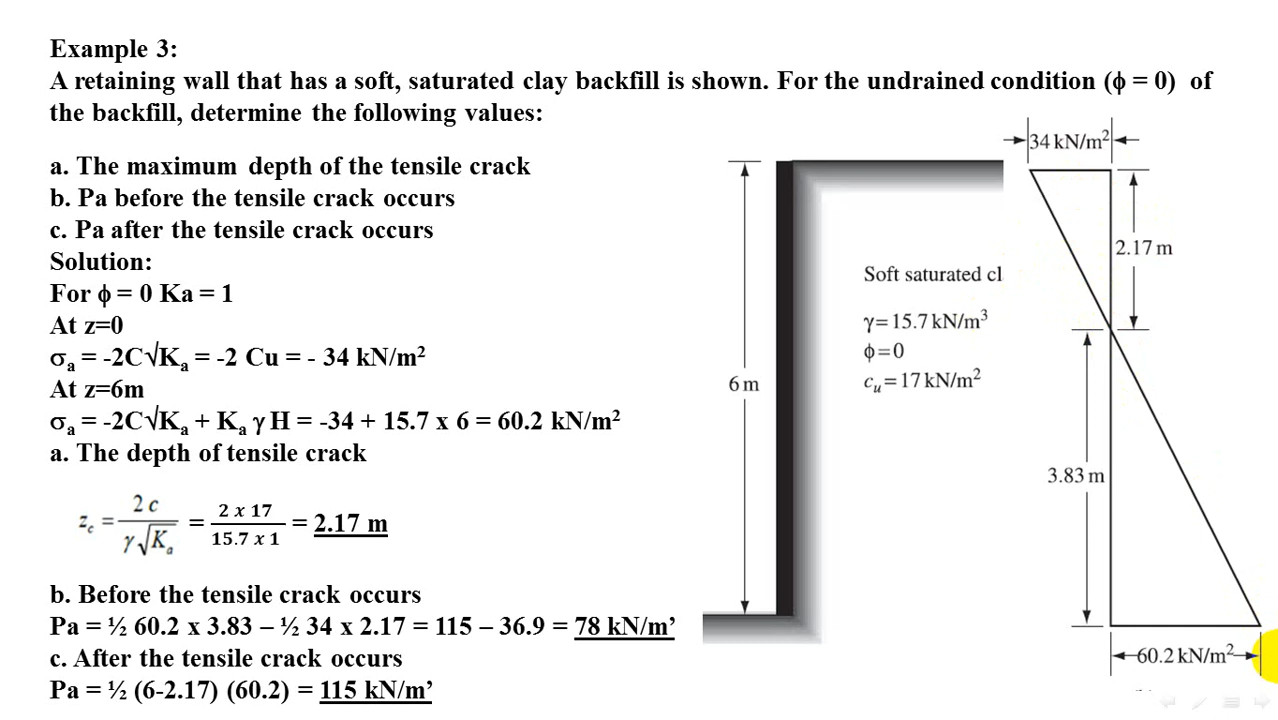 Example 3:
A retaining wall that has a soft, saturated clay backfill is shown. For the undrained condition (ϕ = 0) of
the backfill, determine the following values:
a. The maximum depth of the tensile crack
b. Pa before the tensile crack occurs
c. Pa after the tensile crack occurs
Solution:
For ϕ = 0 Ka = 1
At z=0
σₐ = -2C√Kₐ = -2 Cu = - 34 kN/m²
At z=6m
σₐ = -2C√Kₐ + Kₐ γ H = -34 + 15.7 x 6 = 60.2 kN/m²
a. The depth of tensile crack
z_c = 2 c / γ√Kₐ = 2 x 17 / 15.7 x 1 = 2.17 m
b. Before the tensile crack occurs
Pa = ½ 60.2 x 3.83 – ½ 34 x 2.17 = 115 – 36.9 = 78 kN/m’
c. After the tensile crack occurs
Pa = ½ (6-2.17) (60.2) = 115 kN/m’
6 m
Soft saturated cl
γ = 15.7 kN/m³
ϕ = 0
cᵤ = 17 kN/m²
34 kN/m²
2.17 m
3.83 m
60.2 kN/m²